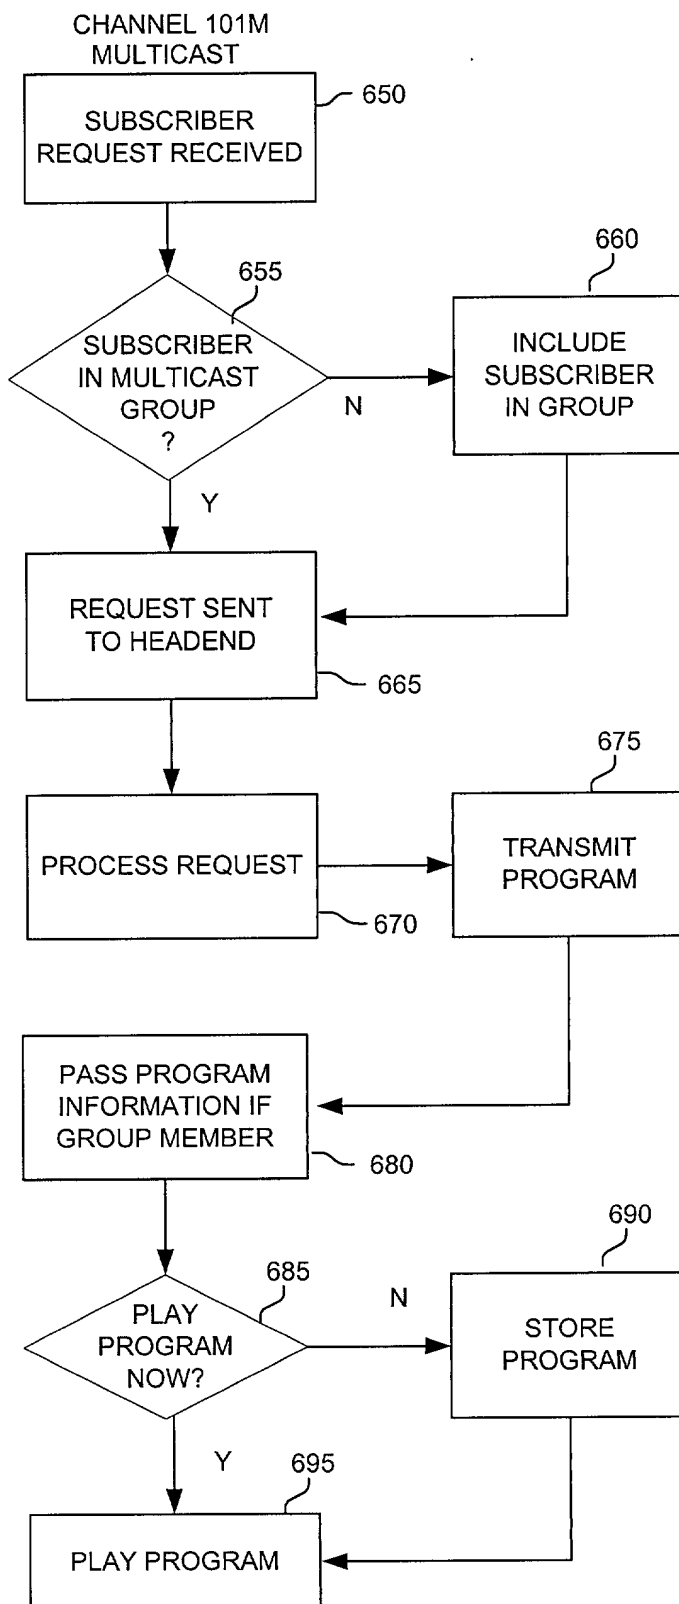 CHANNEL 101M
MULTICAST
650
SUBSCRIBER
REQUEST RECEIVED
655
SUBSCRIBER
IN MULTICAST
GROUP
?
N
Y
660
INCLUDE
SUBSCRIBER
IN GROUP
REQUEST SENT
TO HEADEND
665
PROCESS REQUEST
670
675
TRANSMIT
PROGRAM
PASS PROGRAM
INFORMATION IF
GROUP MEMBER
680
685
PLAY
PROGRAM
NOW?
N
Y
690
STORE
PROGRAM
695
PLAY PROGRAM